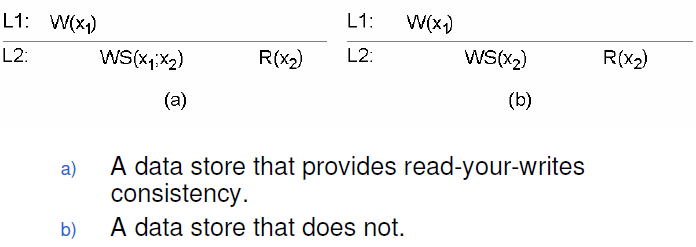 L1: W(x₁) L1: W(x₁)
L2: WS(x₁;x₂) R(x₂) L2: WS(x₂) R(x₂)
(a) (b)
a) A data store that provides read-your-writes
consistency.
b) A data store that does not.